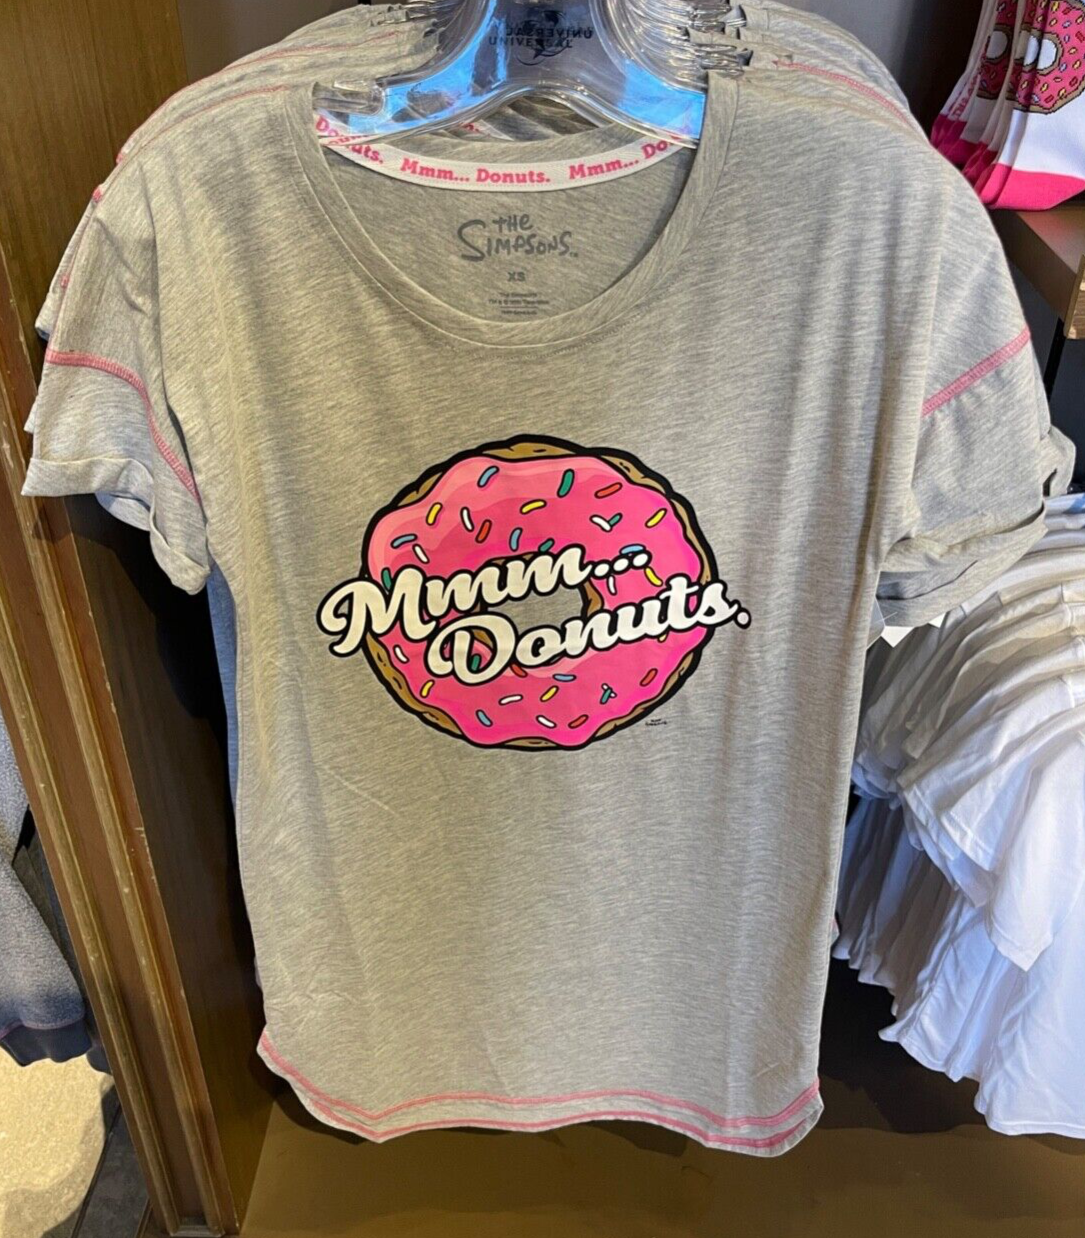 UNIVERSAL
Donuts. Mmm... Donuts. Mmm... Do
THE
SIMPSONS
XS
Mmm...
Donuts.